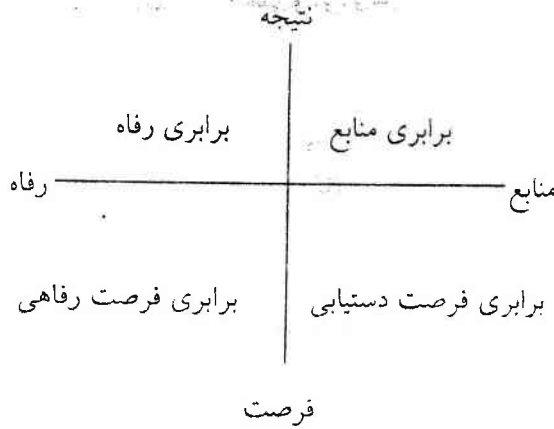 نتیجه
برابری منابع
برابری رفاه
منابع
رفاه
برابری فرصت دستیابی
برابری فرصت رفاهی
فرصت